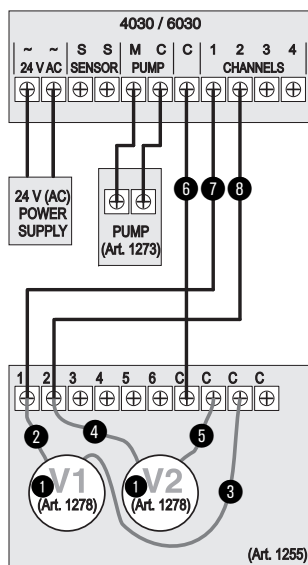 4030 / 6030
~ ~ S S M C C 1 2 3 4
24 V AC SENSOR PUMP CHANNELS
24 V (AC)
POWER
SUPPLY
PUMP
(Art. 1273)
6 7 8
1 2 3 4 5 6 C C C C
2 4 5
1 V1 1 V2
(Art. 1278) (Art. 1278)
3
(Art. 1255)